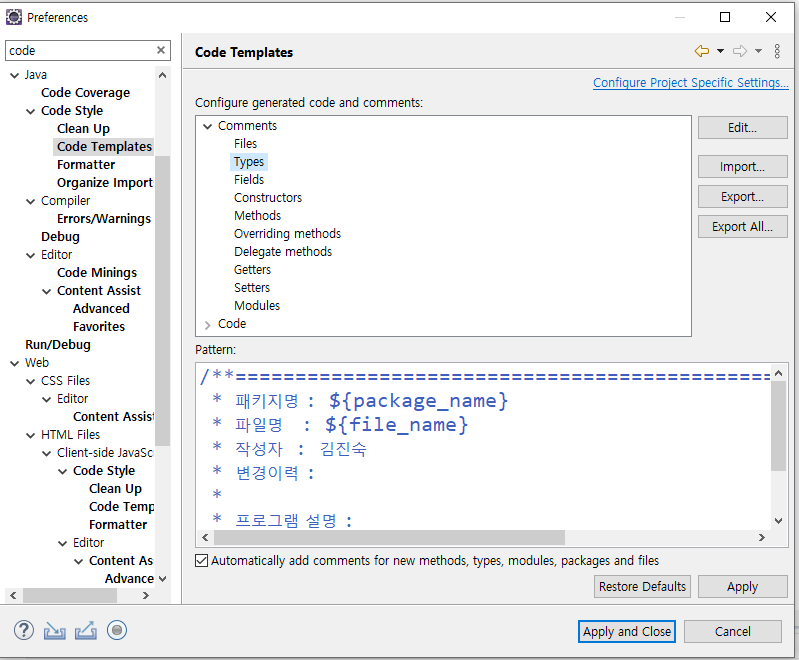 Preferences
code
Java
Code Coverage
Code Style
Clean Up
Code Templates
Formatter
Organize Import
Compiler
Errors/Warnings
Debug
Editor
Code Minings
Content Assist
Advanced
Favorites
Run/Debug
Web
CSS Files
Editor
Content Assist
HTML Files
Client-side JavaSc
Code Style
Clean Up
Code Temp
Formatter
Editor
Content As
Advance
Code Templates
Configure Project Specific Settings...
Configure generated code and comments:
Comments
Files
Types
Fields
Constructors
Methods
Overriding methods
Delegate methods
Getters
Setters
Modules
Code
Edit...
Import...
Export...
Export All...
Pattern:
/**=============================================
* 패키지명 : ${package_name}
* 파일명 : ${file_name}
* 작성자 : 김진숙
* 변경이력 :
*
* 프로그램 설명 :
Automatically add comments for new methods, types, modules, packages and files
Restore Defaults
Apply
?
Apply and Close
Cancel